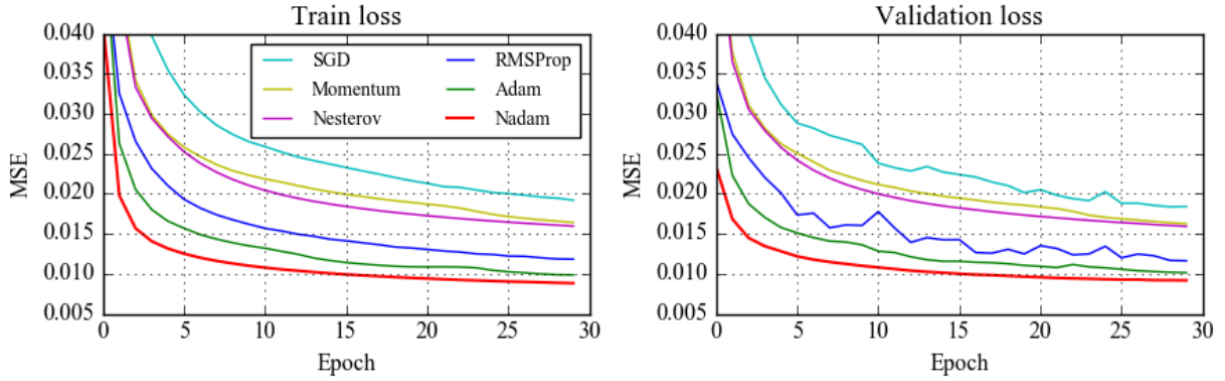 Train loss
0.040
0.035
0.030
0.025
0.020
0.015
0.010
0.005
MSE
SGD
Momentum
Nesterov
RMSProp
Adam
Nadam
0 5 10 15 20 25 30
Epoch
Validation loss
0.040
0.035
0.030
0.025
0.020
0.015
0.010
0.005
MSE
0 5 10 15 20 25 30
Epoch